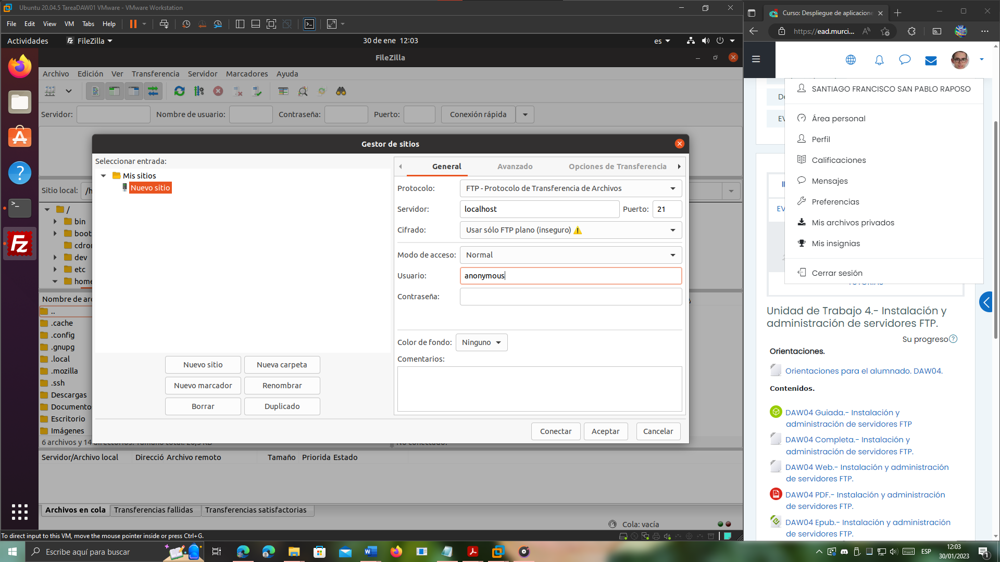 Ubuntu 20.04.5 TareaDAW01 VMware - VMware Workstation
File Edit View VM Tabs Help
Actividades FileZilla 30 de ene 12:03 es
FileZilla
Archivo Edición Ver Transferencia Servidor Marcadores Ayuda
Servidor: Nombre de usuario: Contraseña: Puerto: Conexión rápida
Gestor de sitios
Seleccionar entrada:
Mis sitios
Nuevo sitio
General Avanzado Opciones de Transferencia
Protocolo: FTP - Protocolo de Transferencia de Archivos
Servidor: localhost Puerto: 21
Cifrado: Usar sólo FTP plano (inseguro)
Modo de acceso: Normal
Usuario: anonymous
Contraseña:
Color de fondo: Ninguno
Comentarios:
Nuevo sitio Nueva carpeta
Nuevo marcador Renombrar
Borrar Duplicado
Conectar Aceptar Cancelar
Sitio local: /h
/
bin
boot
cdro
dev
etc
home
Nombre de ar
..
.cache
.config
.gnupg
.local
.mozilla
.ssh
Descargas
Documento
Escritorio
Imágenes
6 archivos y 14 directorios. Tamaño total: 20,5 KB
No conectado.
Servidor/Archivo local Direcció Archivo remoto Tamaño Priorida Estado
Archivos en cola Transferencias fallidas Transferencias satisfactorias
Cola: vacía
To direct input to this VM, move the mouse pointer inside or press Ctrl+G.
Curso: Despliegue de aplicacione
https://ead.murci...
SANTIAGO FRANCISCO SAN PABLO RAPOSO
Área personal
Perfil
Calificaciones
Mensajes
Preferencias
Mis archivos privados
Mis insignias
Cerrar sesión
TUTORÍAS
Unidad de Trabajo 4.- Instalación y
administración de servidores FTP.
Su progreso
Orientaciones.
Orientaciones para el alumnado. DAW04.
Contenidos.
DAW04 Guiada.- Instalación y
administración de servidores FTP
DAW04 Completa.- Instalación y
administración de servidores FTP.
DAW04 Web.- Instalación y administración
de servidores FTP.
DAW04 PDF.- Instalación y administración
de servidores FTP.
DAW04 Epub.- Instalación y administración
de servidores FTP.
Escribe aquí para buscar
ESP
12:03
30/01/2023
1